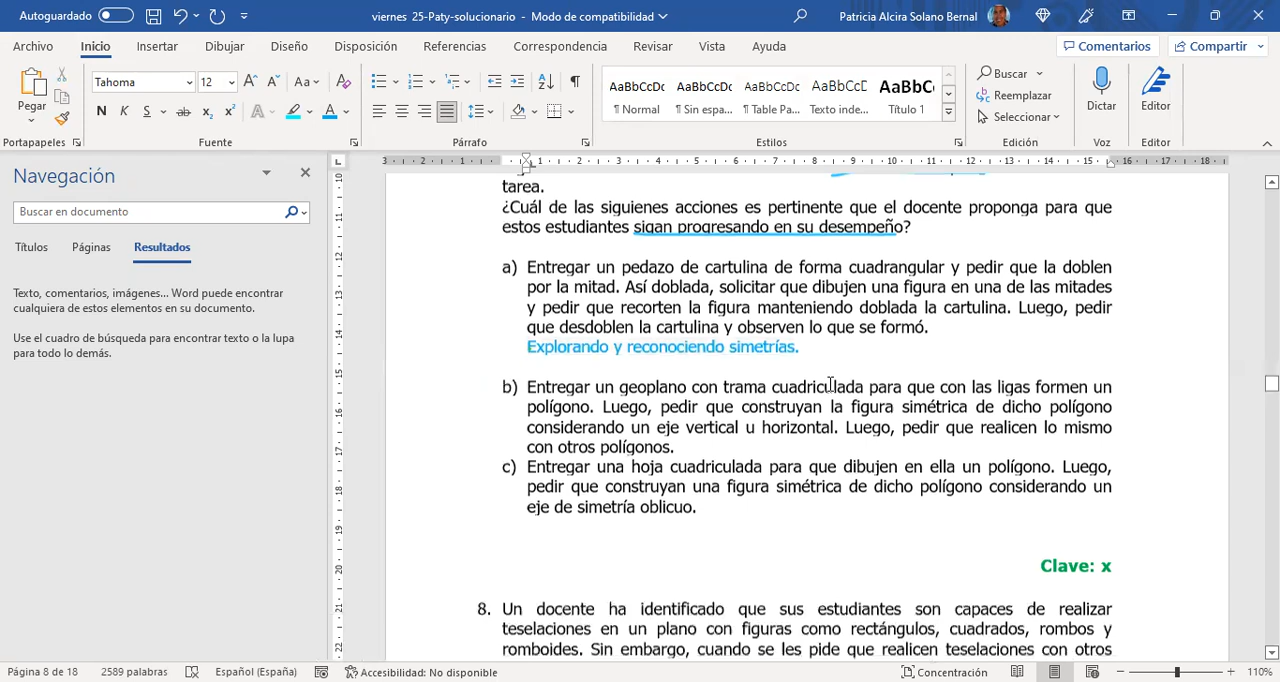 Autoguardado
viernes 25-Paty-solucionario - Modo de compatibilidad
Patricia Alcira Solano Bernal
Archivo Inicio Insertar Dibujar Diseño Disposición Referencias Correspondencia Revisar Vista Ayuda
Comentarios Compartir
Pegar
Tahoma 12
AaBbCcDc AaBbCcDc AaBbCcDc AaBbCcD AaBbC
¶ Normal ¶ Sin espa... ¶ Table Pa... Texto inde... ¶ Título 1
Buscar
Reemplazar
Seleccionar
Dictar
Editor
Portapapeles Fuente Párrafo Estilos Edición Voz Editor
Navegación
Buscar en documento
Títulos Páginas Resultados
Texto, comentarios, imágenes... Word puede encontrar
cualquiera de estos elementos en su documento.
Use el cuadro de búsqueda para encontrar texto o la lupa
para todo lo demás.
tarea.
¿Cuál de las siguienes acciones es pertinente que el docente proponga para que
estos estudiantes sigan progresando en su desempeño?
a) Entregar un pedazo de cartulina de forma cuadrangular y pedir que la doblen
por la mitad. Así doblada, solicitar que dibujen una figura en una de las mitades
y pedir que recorten la figura manteniendo doblada la cartulina. Luego, pedir
que desdoblen la cartulina y observen lo que se formó.
Explorando y reconociendo simetrías.
b) Entregar un geoplano con trama cuadriculada para que con las ligas formen un
polígono. Luego, pedir que construyan la figura simétrica de dicho polígono
considerando un eje vertical u horizontal. Luego, pedir que realicen lo mismo
con otros polígonos.
c) Entregar una hoja cuadriculada para que dibujen en ella un polígono. Luego,
pedir que construyan una figura simétrica de dicho polígono considerando un
eje de simetría oblicuo.
Clave: x
8. Un docente ha identificado que sus estudiantes son capaces de realizar
teselaciones en un plano con figuras como rectángulos, cuadrados, rombos y
romboides. Sin embargo, cuando se les pide que realicen teselaciones con otros
Página 8 de 18 2589 palabras Español (España) Accesibilidad: No disponible Concentración 110%